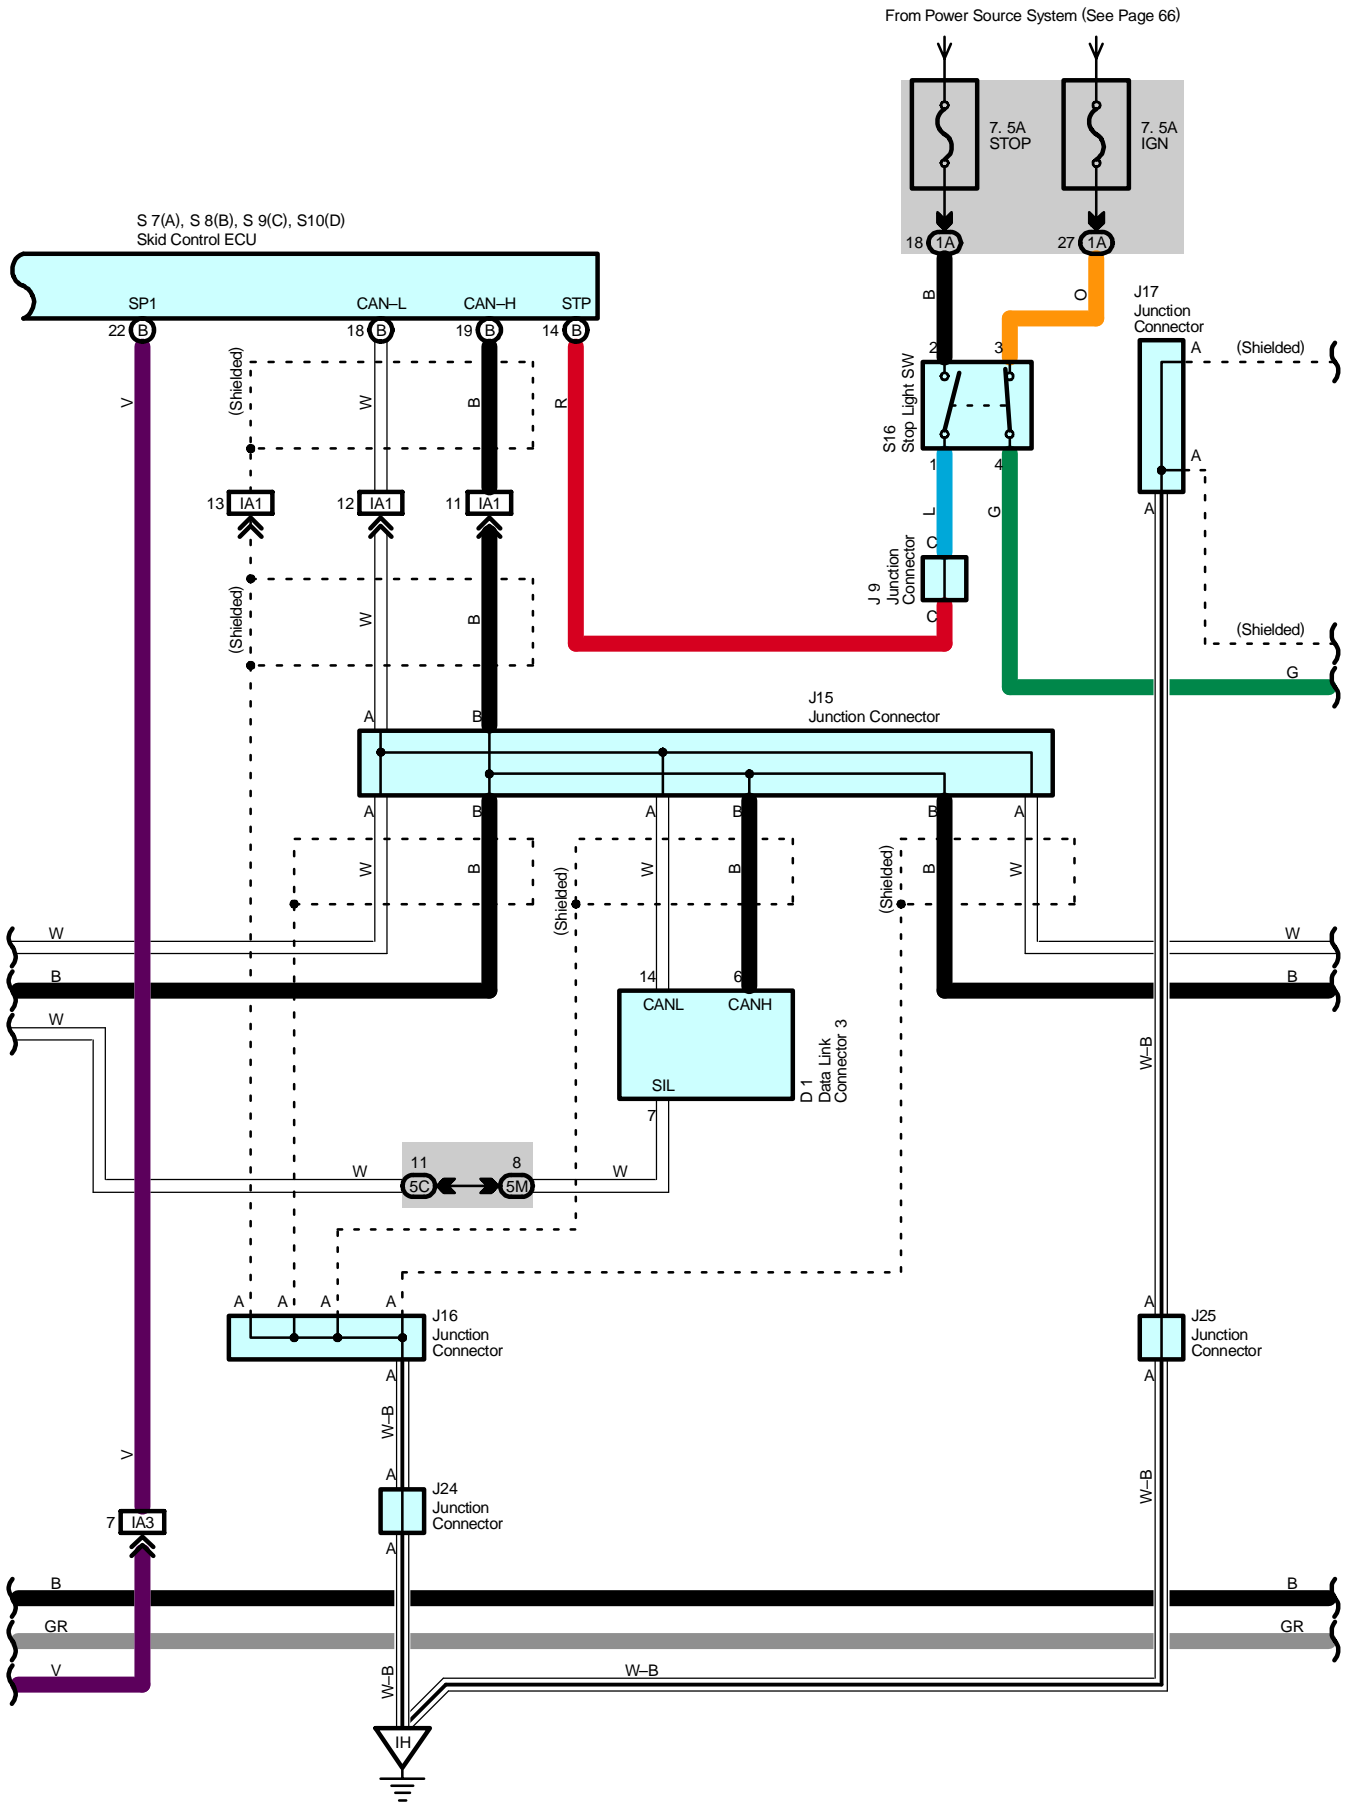 From Power Source System (See Page 66)
7. 5A
STOP
7. 5A
IGN
18 1A
27 1A
S 7(A), S 8(B), S 9(C), S10(D)
Skid Control ECU
SP1
CAN–L
CAN–H
STP
22 B
18 B
19 B
14 B
B
O
J17
Junction
Connector
A
(Shielded)
2
3
(Shielded)
V
W
B
R
S16
Stop Light SW
1
4
A
A
13 IA1
12 IA1
11 IA1
L
G
C
J 9
Junction
Connector
C
(Shielded)
W
B
(Shielded)
G
J15
Junction Connector
A
B
A
B
A
B
B
A
W
B
(Shielded)
W
B
(Shielded)
B
W
W
W
B
B
W
14
6
CANL
CANH
SIL
D 1
Data Link
Connector 3
7
W–B
W
11
5C
8
5M
W
A
A
A
A
J16
Junction
Connector
A
J25
Junction
Connector
A
A
W–B
W–B
V
A
J24
Junction
Connector
A
7 IA3
B
B
GR
GR
V
W–B
W–B
IH